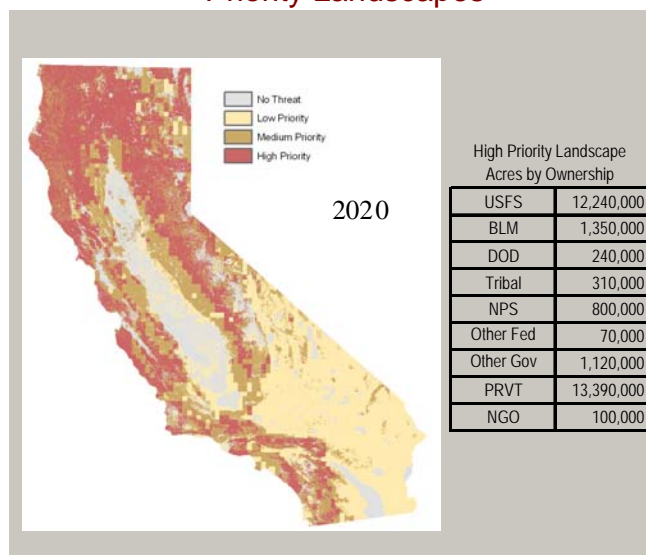 Priority Landscapes
No Threat
Low Priority
Medium Priority
High Priority
2020
High Priority Landscape
Acres by Ownership
USFS 12,240,000
BLM 1,350,000
DOD 240,000
Tribal 310,000
NPS 800,000
Other Fed 70,000
Other Gov 1,120,000
PRVT 13,390,000
NGO 100,000